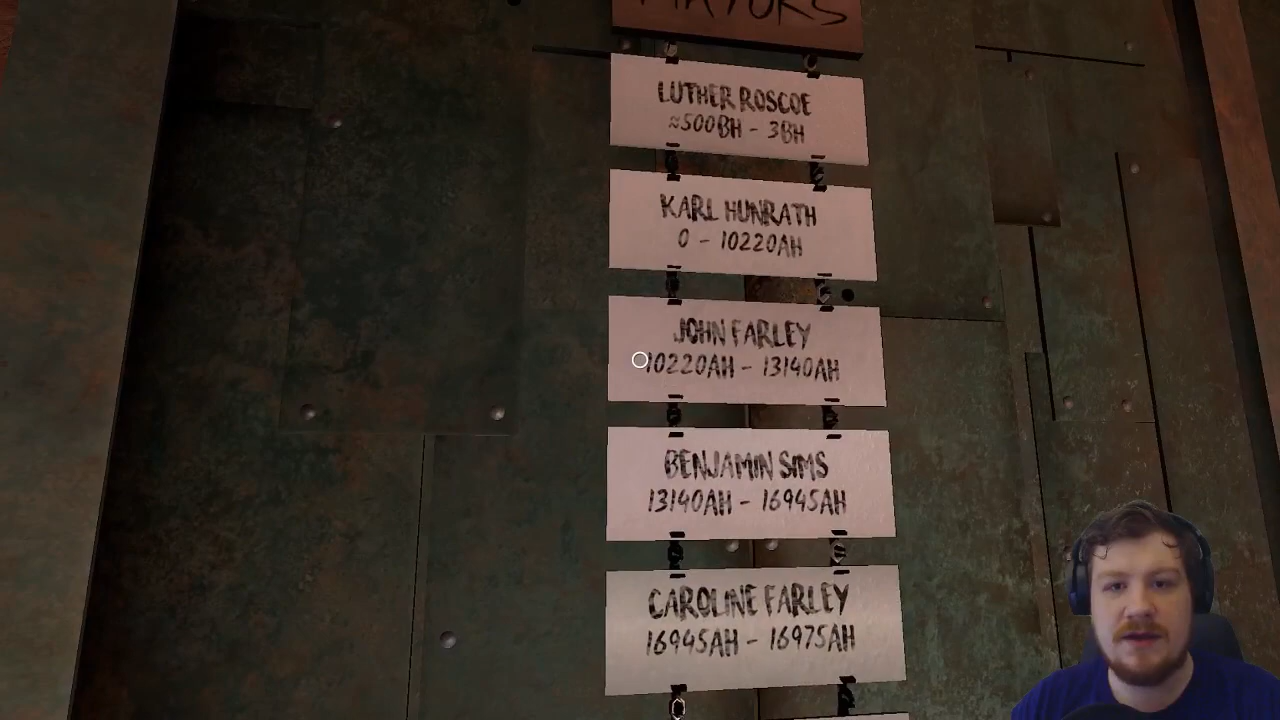 MAYORS
LUTHER ROSCOE
≈500BH - 3BH
KARL HUNRATH
0 - 10220AH
JOHN FARLEY
10220AH - 13140AH
BENJAMIN SIMS
13140AH - 16945AH
CAROLINE FARLEY
16945AH - 16975AH